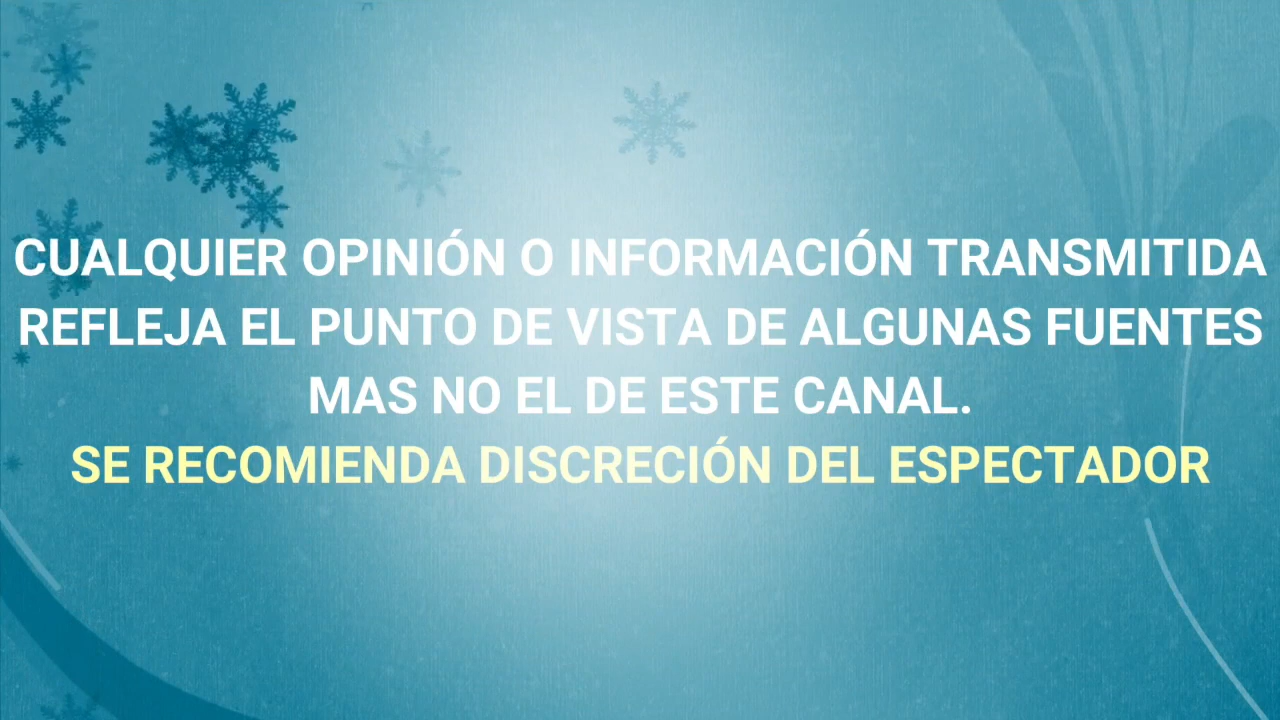 CUALQUIER OPINIÓN O INFORMACIÓN TRANSMITIDA
REFLEJA EL PUNTO DE VISTA DE ALGUNAS FUENTES
MAS NO EL DE ESTE CANAL.
SE RECOMIENDA DISCRECIÓN DEL ESPECTADOR